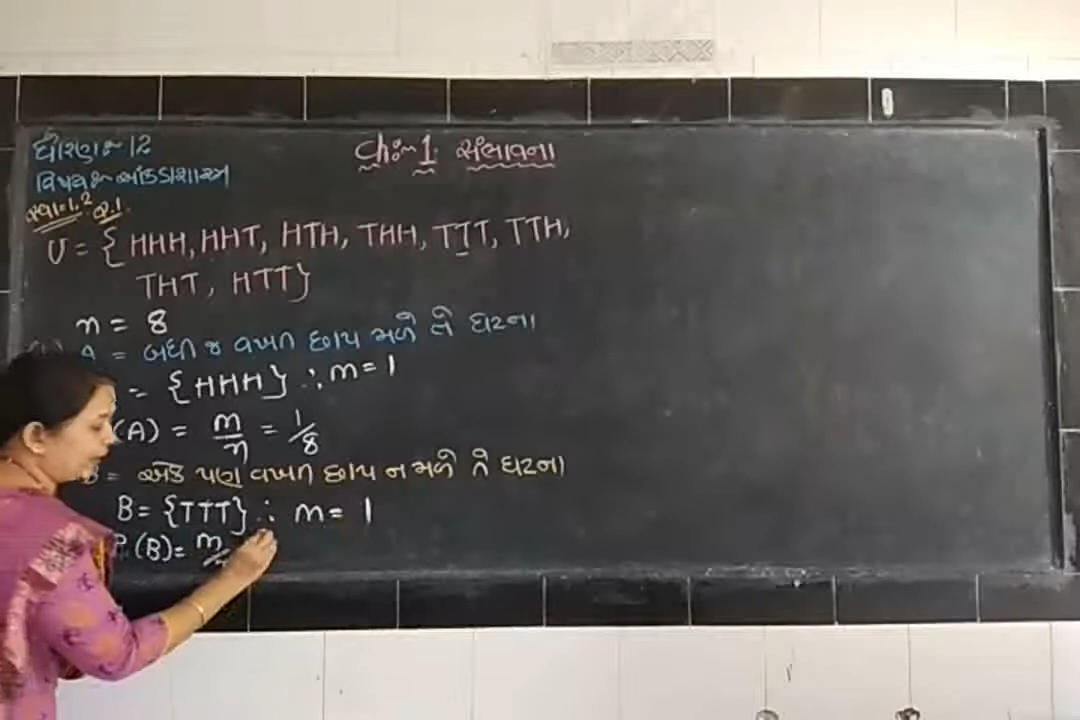 ધોરણ:- 12
Ch:- 1. સંભાવના
વિષય:- આંકડાશાસ્ત્ર
સ્વા. 1.2 પ્ર.1.
U = {HHH, HHT, HTH, THH, TTT, TTH,
THT, HTT}
n = 8
A = બધી જ વખત છાપ મળે તે ઘટના
= {HHH} ∴ m = 1
(A) = m/n = 1/8
= એક પણ વખત છાપ ન મળે તે ઘટના
B = {TTT} ∴ m = 1
P(B) = m/